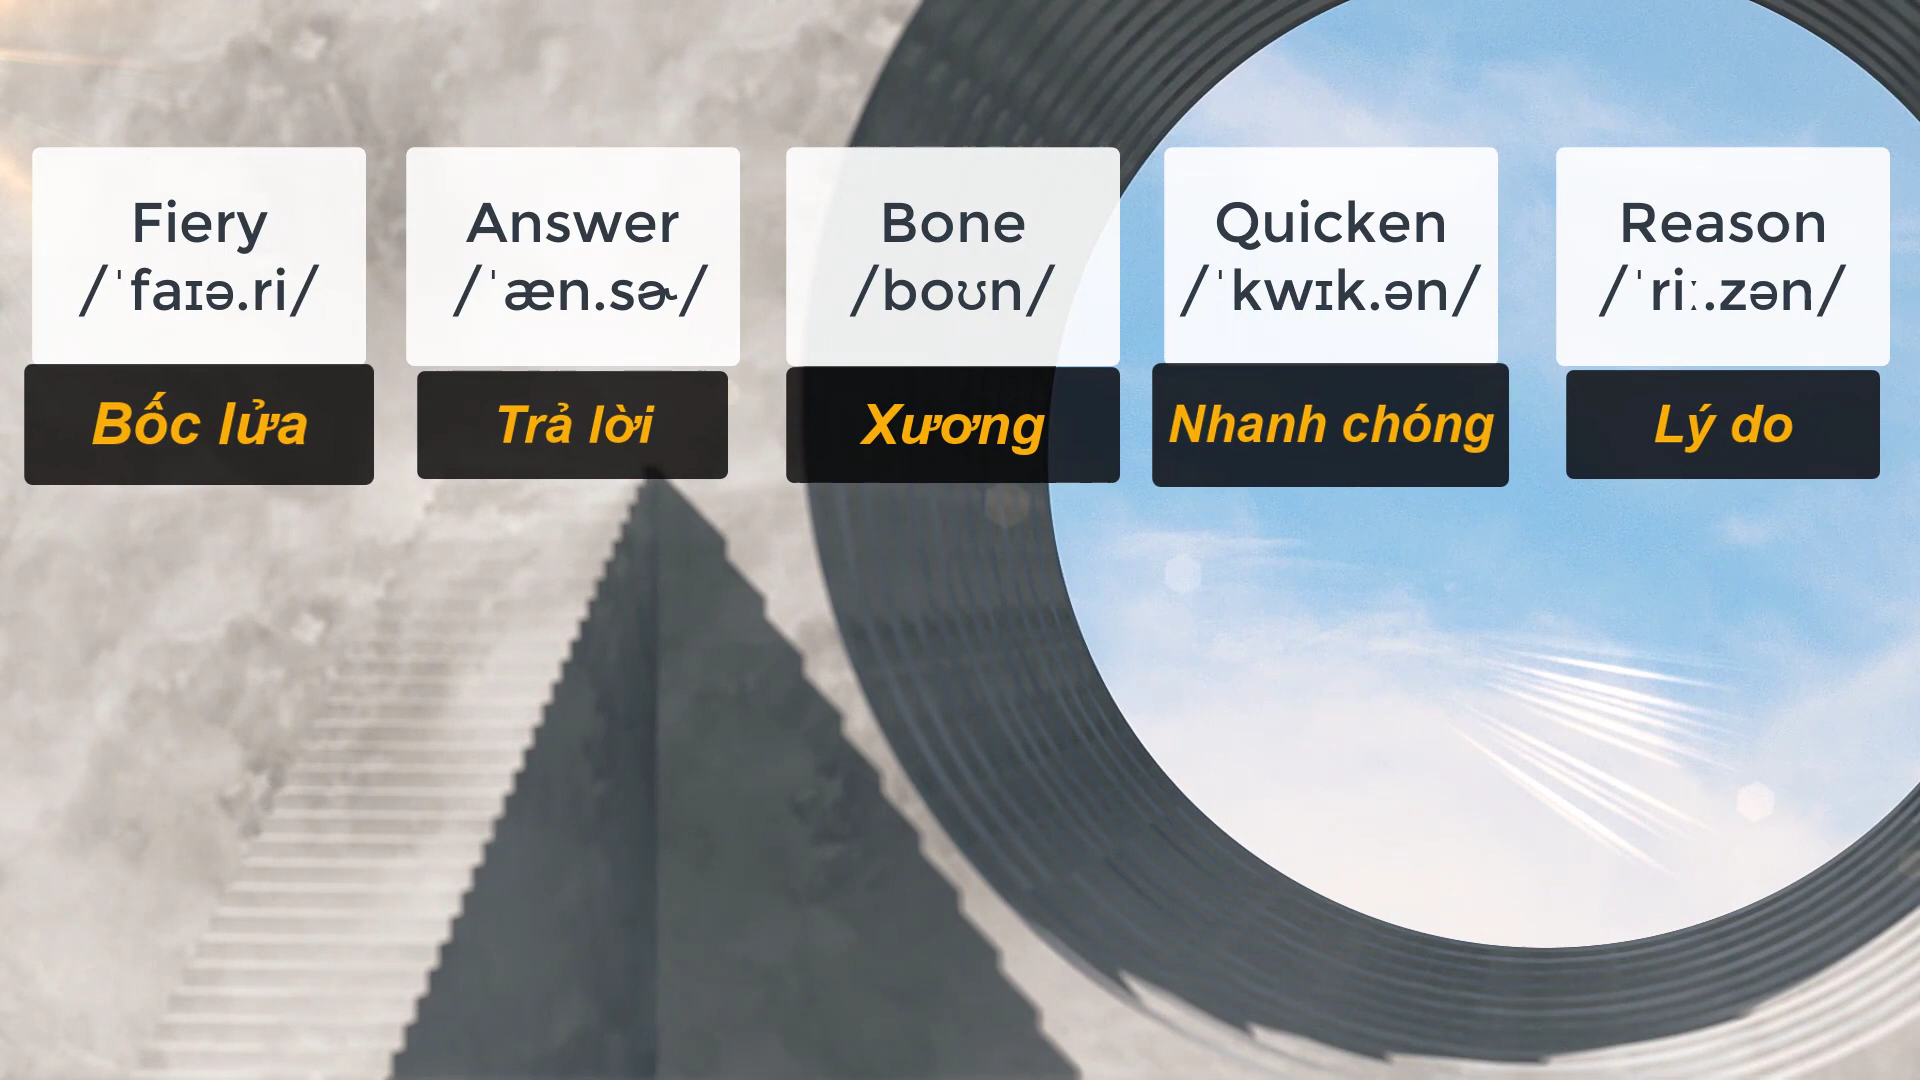 Fiery
/ˈfaɪə.ri/
Bốc lửa
Answer
/ˈæn.sɚ/
Trả lời
Bone
/boʊn/
Xương
Quicken
/ˈkwɪk.ən/
Nhanh chóng
Reason
/ˈriː.zən/
Lý do